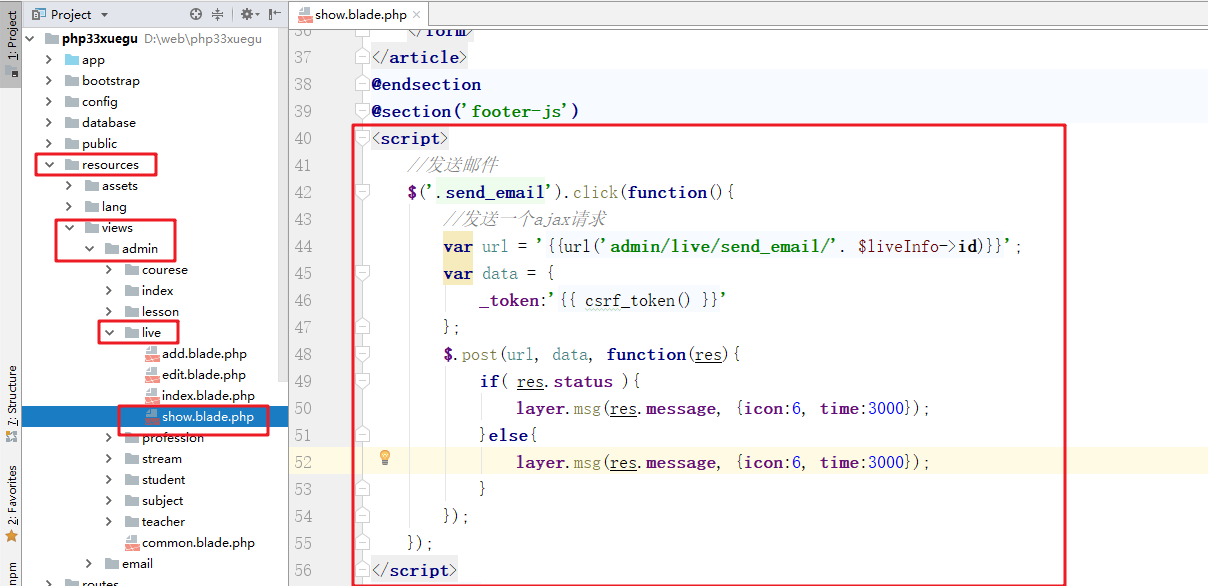 Project
show.blade.php
1: Project
7: Structure
2: Favorites
npm
php33xuegu D:\web\php33xuegu
app
bootstrap
config
database
public
resources
assets
lang
views
admin
courese
index
lesson
live
add.blade.php
edit.blade.php
index.blade.php
show.blade.php
profession
stream
student
subject
teacher
common.blade.php
email
routes
36 </form>
37 </article>
38 @endsection
39 @section('footer-js')
40 <script>
41 //发送邮件
42 $('.send_email').click(function(){
43 //发送一个ajax请求
44 var url = '{{url('admin/live/send_email/'. $liveInfo->id)}}';
45 var data = {
46 _token:'{{ csrf_token() }}'
47 };
48 $.post(url, data, function(res){
49 if( res.status ){
50 layer.msg(res.message, {icon:6, time:3000});
51 }else{
52 layer.msg(res.message, {icon:6, time:3000});
53 }
54 });
55 });
56 </script>